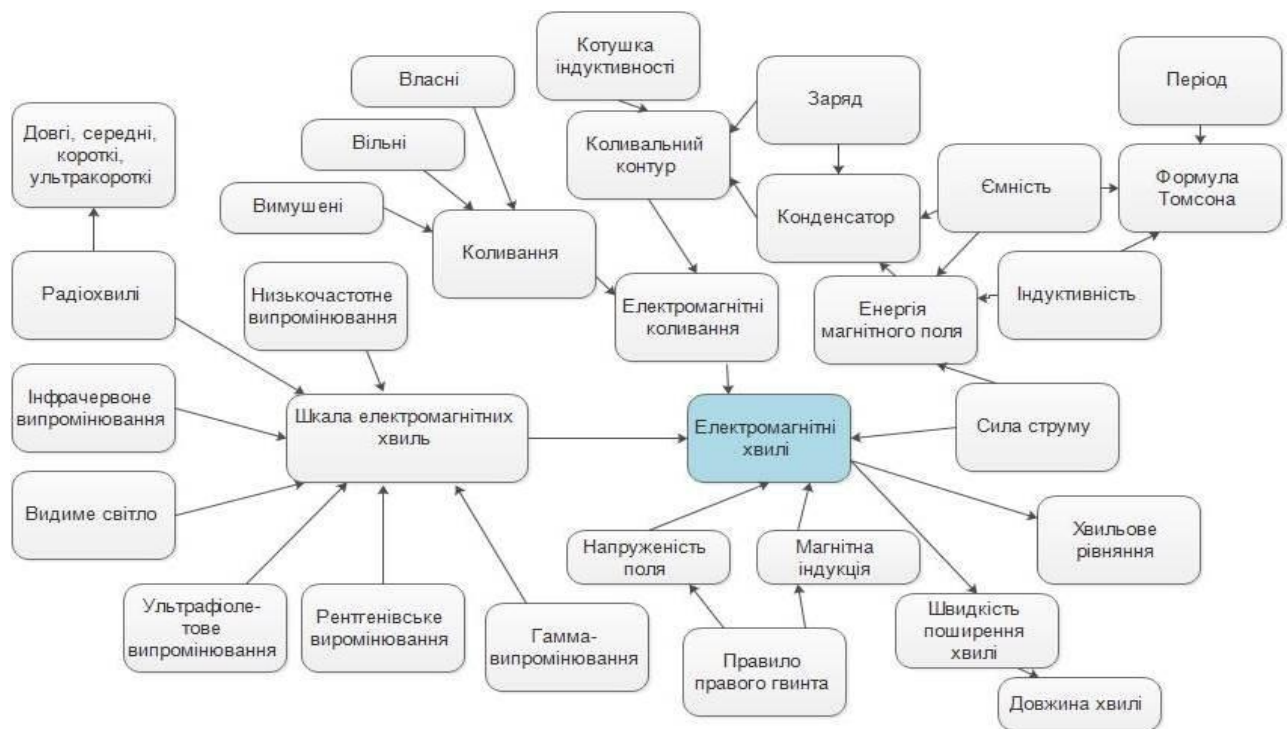 Котушка
індуктивності
Власні
Заряд
Період
Довгі, середні,
короткі,
ультракороткі
Вільні
Коливальний
контур
Ємність
Формула
Томсона
Вимушені
Коливання
Конденсатор
Радіохвилі
Низькочастотне
випромінювання
Електромагнітні
коливання
Енергія
магнітного поля
Індуктивність
Інфрачервоне
випромінювання
Шкала електромагнітних
хвиль
Електромагнітні
хвилі
Сила струму
Видиме світло
Напруженість
поля
Магнітна
індукція
Хвильове
рівняння
Ультрафіоле-
тове
випромінювання
Рентгенівське
виромінювання
Гамма-
випромінювання
Правило
правого гвинта
Швидкість
поширення
хвилі
Довжина хвилі